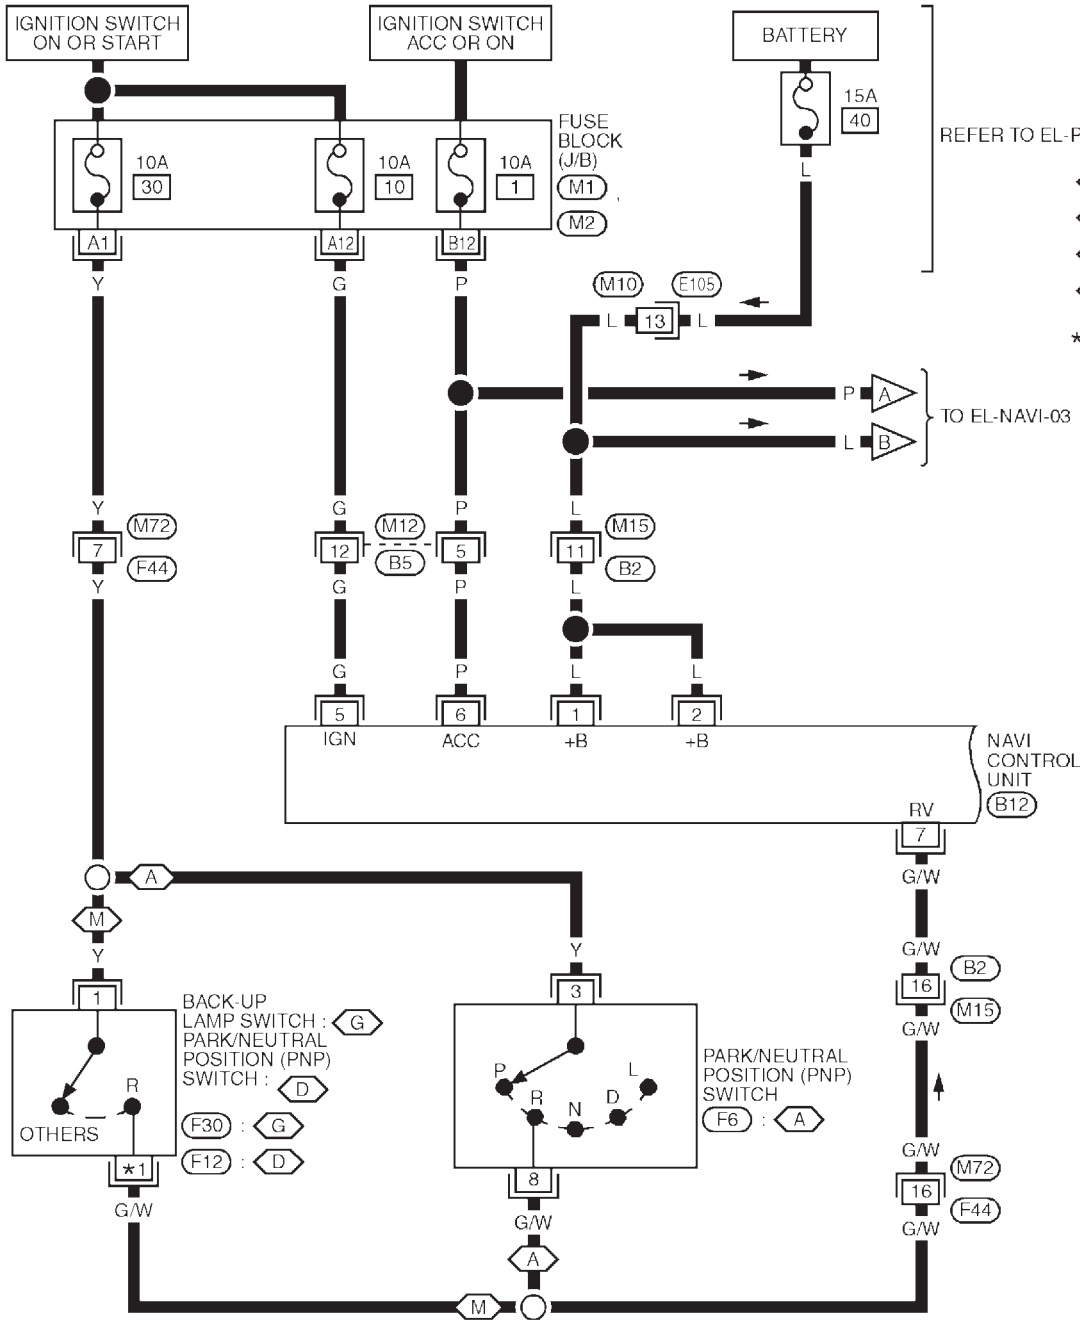 IGNITION SWITCH
ON OR START
IGNITION SWITCH
ACC OR ON
BATTERY
15A
40
REFER TO EL-P
FUSE
BLOCK
(J/B)
M1
M2
10A
30
10A
10
10A
1
A1
A12
B12
L
Y
G
P
M10
E105
L
13
L
*
P
A
TO EL-NAVI-03
L
B
Y
G
P
L
M72
M12
M15
7
12
5
11
F44
B5
B2
Y
G
P
L
G
P
L
L
5
6
1
2
IGN
ACC
+B
+B
NAVI
CONTROL
UNIT
B12
RV
7
G/W
A
M
Y
Y
G/W
B2
16
M15
G/W
1
3
BACK-UP
LAMP SWITCH :
G
PARK/NEUTRAL
POSITION (PNP)
SWITCH :
D
R
OTHERS
F30
:
G
F12
:
D
*1
G/W
P
R
N
D
L
PARK/NEUTRAL
POSITION (PNP)
SWITCH
F6
:
A
8
G/W
A
G/W
M72
16
F44
G/W
M